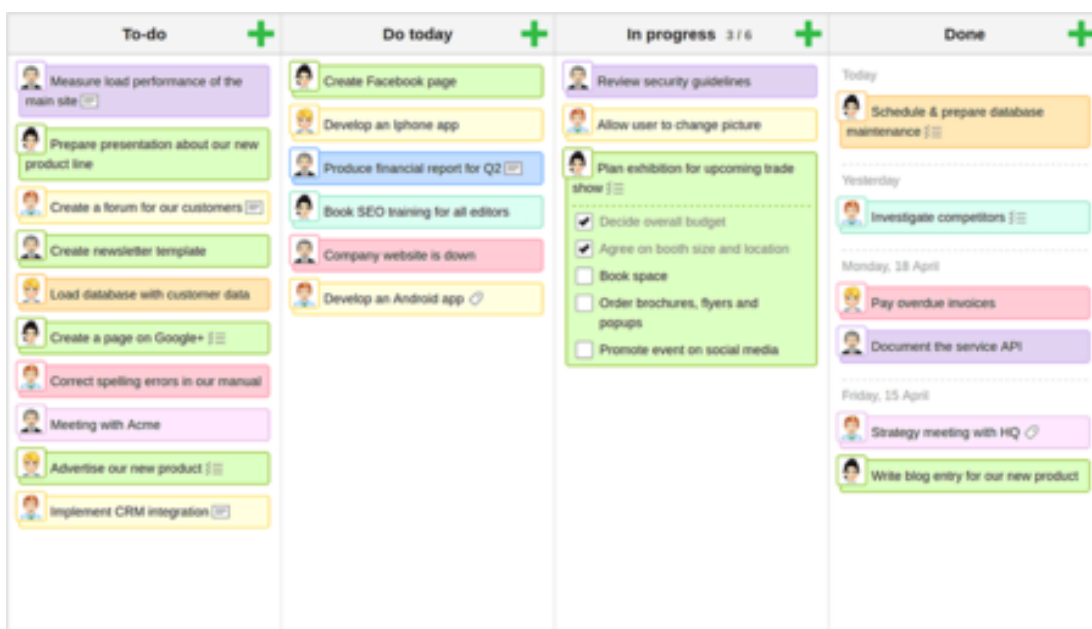 To-do
Measure load performance of the
main site
Prepare presentation about our new
product line
Create a forum for our customers
Create newsletter template
Load database with customer data
Create a page on Google+
Correct spelling errors in our manual
Meeting with Acme
Advertise our new product
Implement CRM integration
Do today
Create Facebook page
Develop an Iphone app
Produce financial report for Q2
Book SEO training for all editors
Company website is down
Develop an Android app
In progress 3 / 6
Review security guidelines
Allow user to change picture
Plan exhibition for upcoming trade
show
Decide overall budget
Agree on booth size and location
Book space
Order brochures, flyers and
popups
Promote event on social media
Done
Today
Schedule & prepare database
maintenance
Yesterday
Investigate competitors
Monday, 18 April
Pay overdue invoices
Document the service API
Friday, 15 April
Strategy meeting with HQ
Write blog entry for our new product